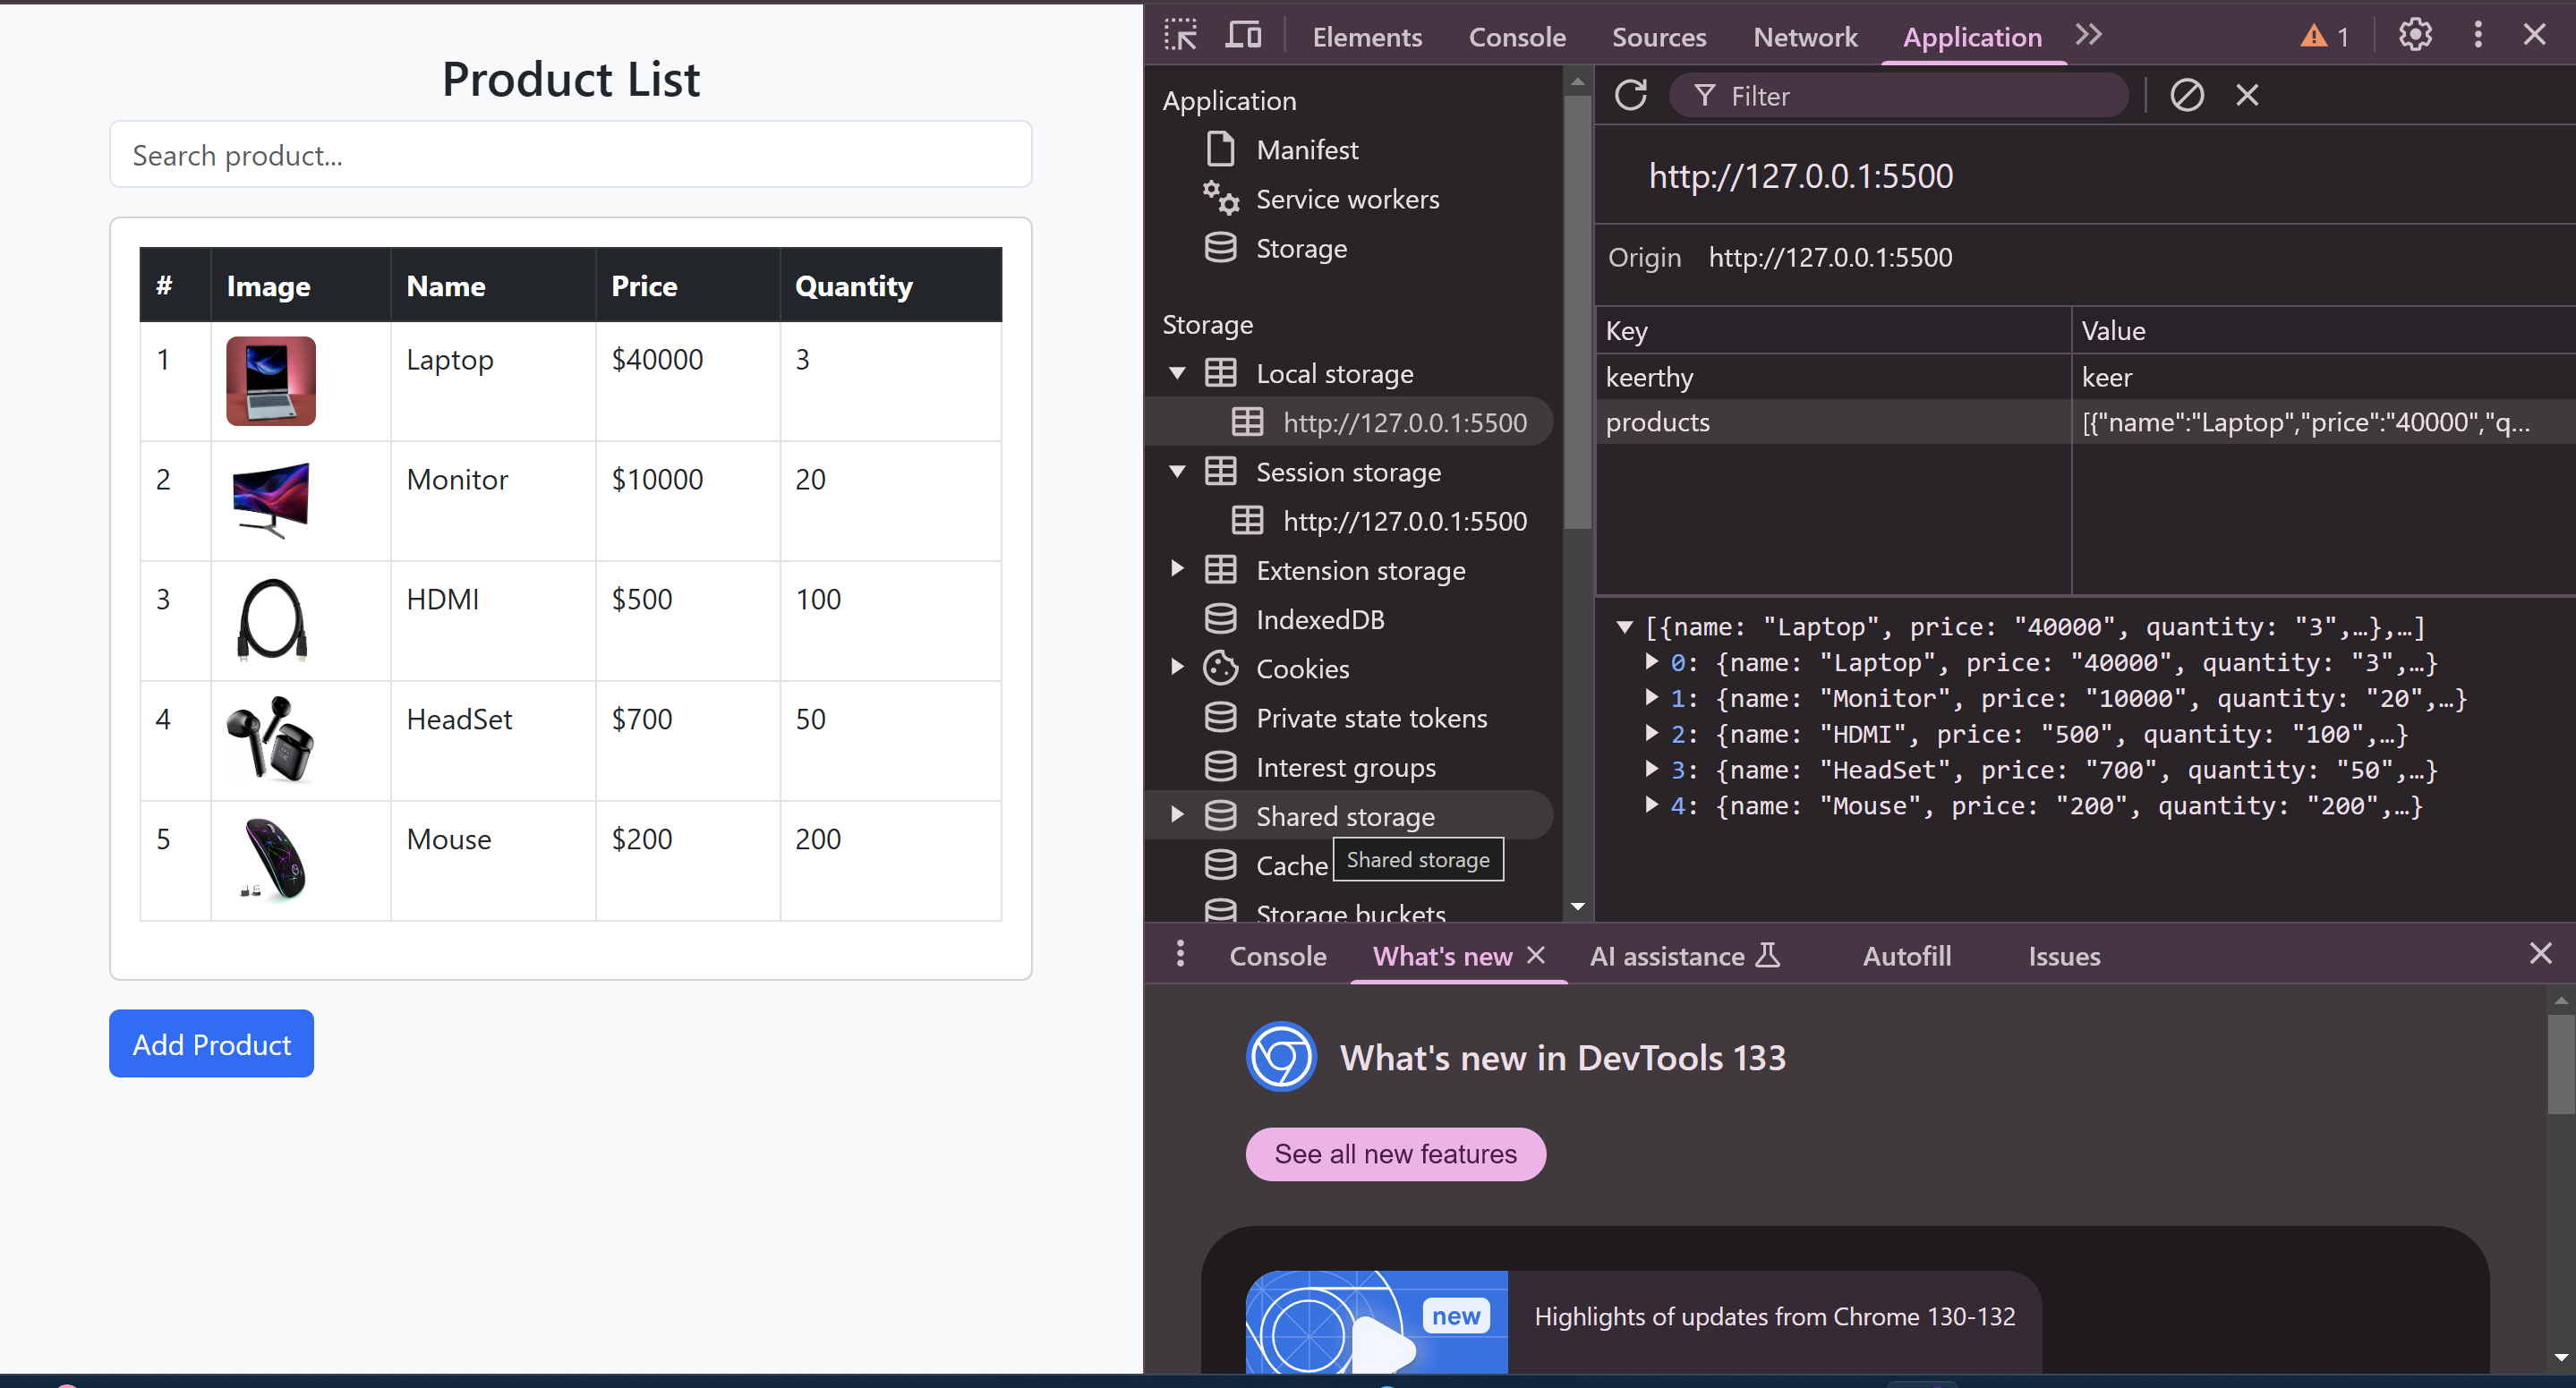 Product List
Search product...
# Image Name Price Quantity
1 Laptop $40000 3
2 Monitor $10000 20
3 HDMI $500 100
4 HeadSet $700 50
5 Mouse $200 200
Add Product
Elements Console Sources Network Application 1
Application
Manifest
Service workers
Storage
Storage
Local storage
http://127.0.0.1:5500
Session storage
http://127.0.0.1:5500
Extension storage
IndexedDB
Cookies
Private state tokens
Interest groups
Shared storage
Cache
Shared storage
Storage buckets
Filter
http://127.0.0.1:5500
Origin http://127.0.0.1:5500
Key Value
keerthy keer
products [{"name":"Laptop","price":"40000","q...
[{name: "Laptop", price: "40000", quantity: "3",…},…]
0: {name: "Laptop", price: "40000", quantity: "3",…}
1: {name: "Monitor", price: "10000", quantity: "20",…}
2: {name: "HDMI", price: "500", quantity: "100",…}
3: {name: "HeadSet", price: "700", quantity: "50",…}
4: {name: "Mouse", price: "200", quantity: "200",…}
Console What's new AI assistance Autofill Issues
What's new in DevTools 133
See all new features
new
Highlights of updates from Chrome 130-132